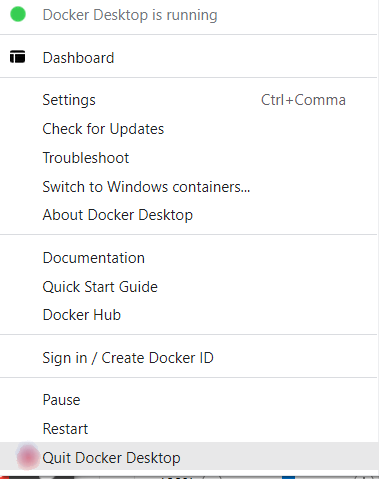 Docker Desktop is running
Dashboard
Settings Ctrl+Comma
Check for Updates
Troubleshoot
Switch to Windows containers...
About Docker Desktop
Documentation
Quick Start Guide
Docker Hub
Sign in / Create Docker ID
Pause
Restart
Quit Docker Desktop